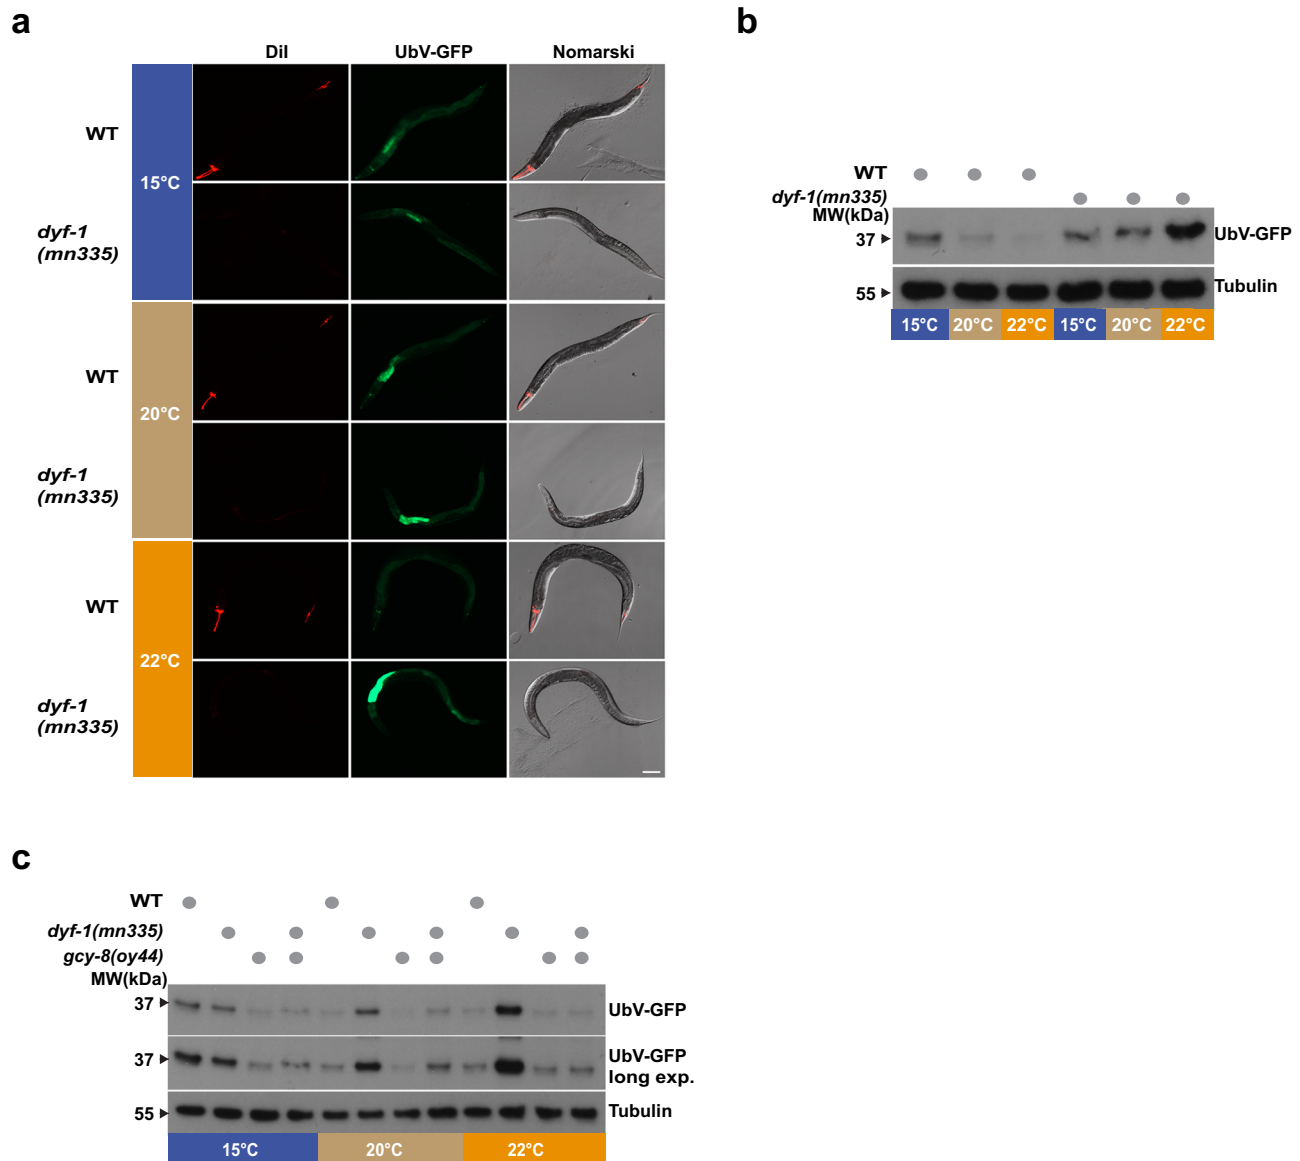 a
DiI
UbV-GFP
Nomarski
WT
15°C
dyf-1
(mn335)
WT
20°C
dyf-1
(mn335)
WT
22°C
dyf-1
(mn335)
b
WT
dyf-1(mn335)
MW(kDa)
37
UbV-GFP
55
Tubulin
15°C 20°C 22°C 15°C 20°C 22°C
c
WT
dyf-1(mn335)
gcy-8(oy44)
MW(kDa)
37
UbV-GFP
37
UbV-GFP
long exp.
55
Tubulin
15°C 20°C 22°C